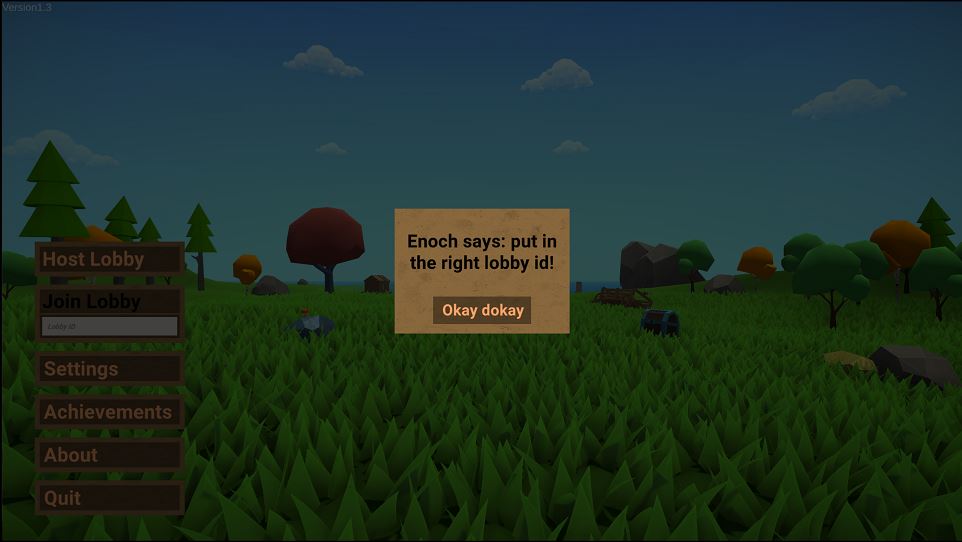 Version1.3
Enoch says: put in
the right lobby id!
Okay dokay
Host Lobby
Join Lobby
Lobby ID
Settings
Achievements
About
Quit